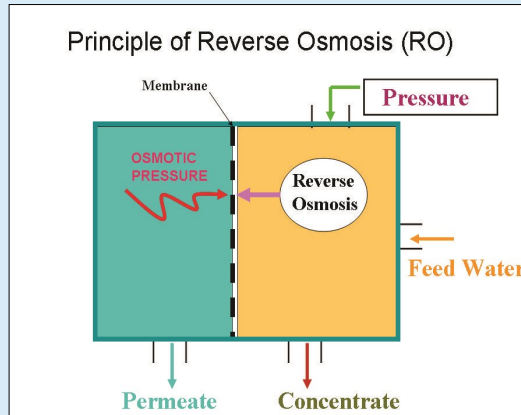 Principle of Reverse Osmosis (RO)
Membrane
Pressure
OSMOTIC
PRESSURE
Reverse
Osmosis
Feed Water
Permeate
Concentrate